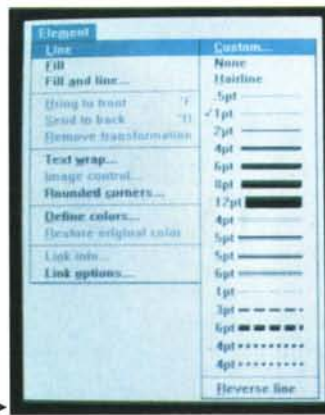 Element
Line
Fill
Fill and line...
Bring to front ^F
Send to back
Remove transformation
Text wrap...
Image control...
Rounded corners...
Define colors...
Restore original color
Link info...
Link options...
Custom...
None
Hairline
.5pt
✓1pt
2pt
4pt
6pt
8pt
12pt
4pt
5pt
5pt
6pt
1pt
3pt
6pt
4pt
4pt
Reverse line